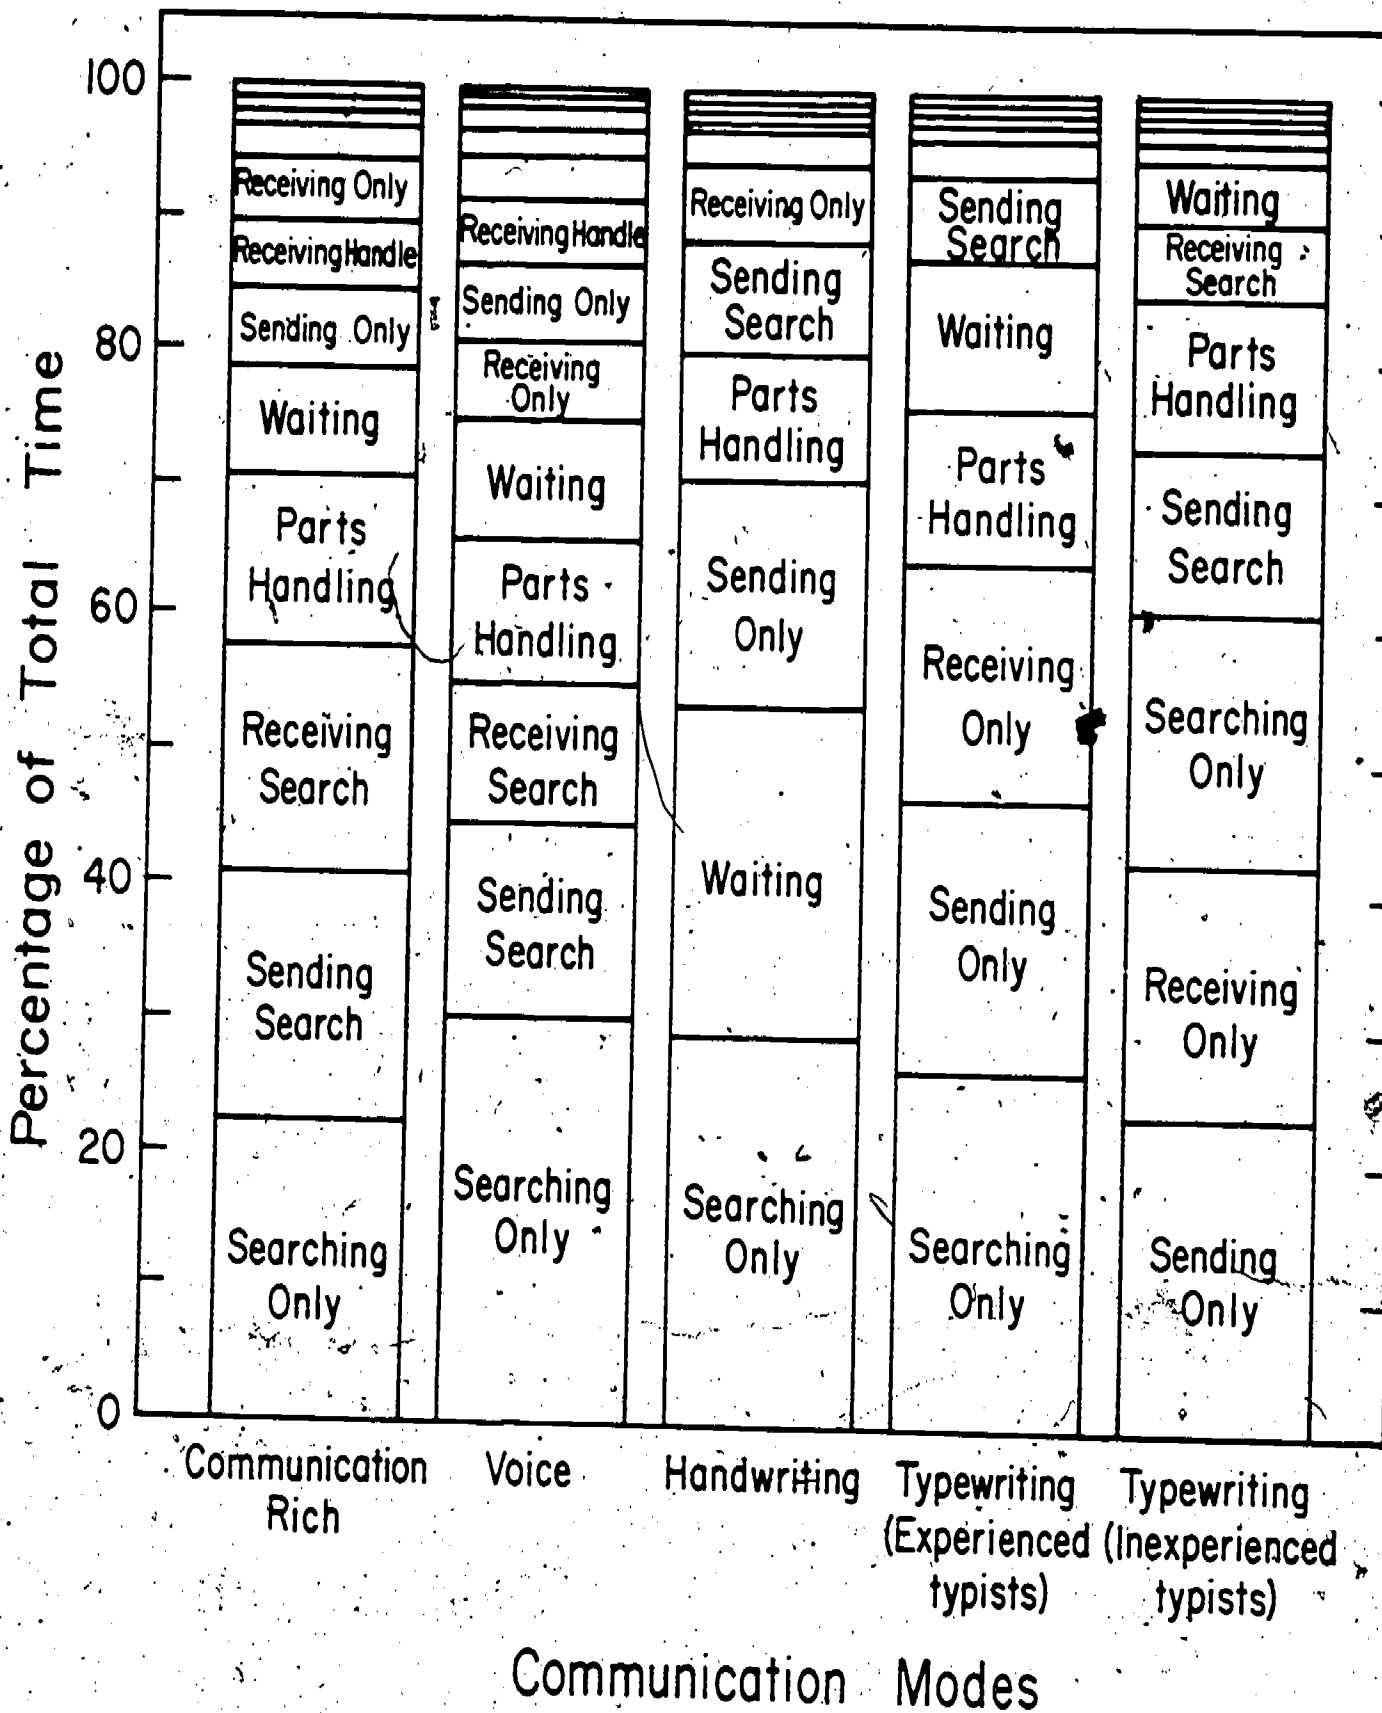 Percentage of Total Time
100
80
60
40
20
0
Receiving Only
Receiving Handle
Sending Only
Waiting
Parts
Handling
Receiving
Search
Sending
Search
Searching
Only
Communication
Rich
Receiving Handle
Sending Only
Receiving
Only
Waiting
Parts
Handling
Receiving
Search
Sending
Search
Searching
Only
Voice
Receiving Only
Sending
Search
Parts
Handling
Sending
Only
Waiting
Searching
Only
Handwriting
Sending
Search
Waiting
Parts
Handling
Receiving
Only
Sending
Only
Searching
Only
Typewriting
(Experienced
typists)
Waiting
Receiving
Search
Parts
Handling
Sending
Search
Searching
Only
Receiving
Only
Sending
Only
Typewriting
(Inexperienced
typists)
Communication Modes